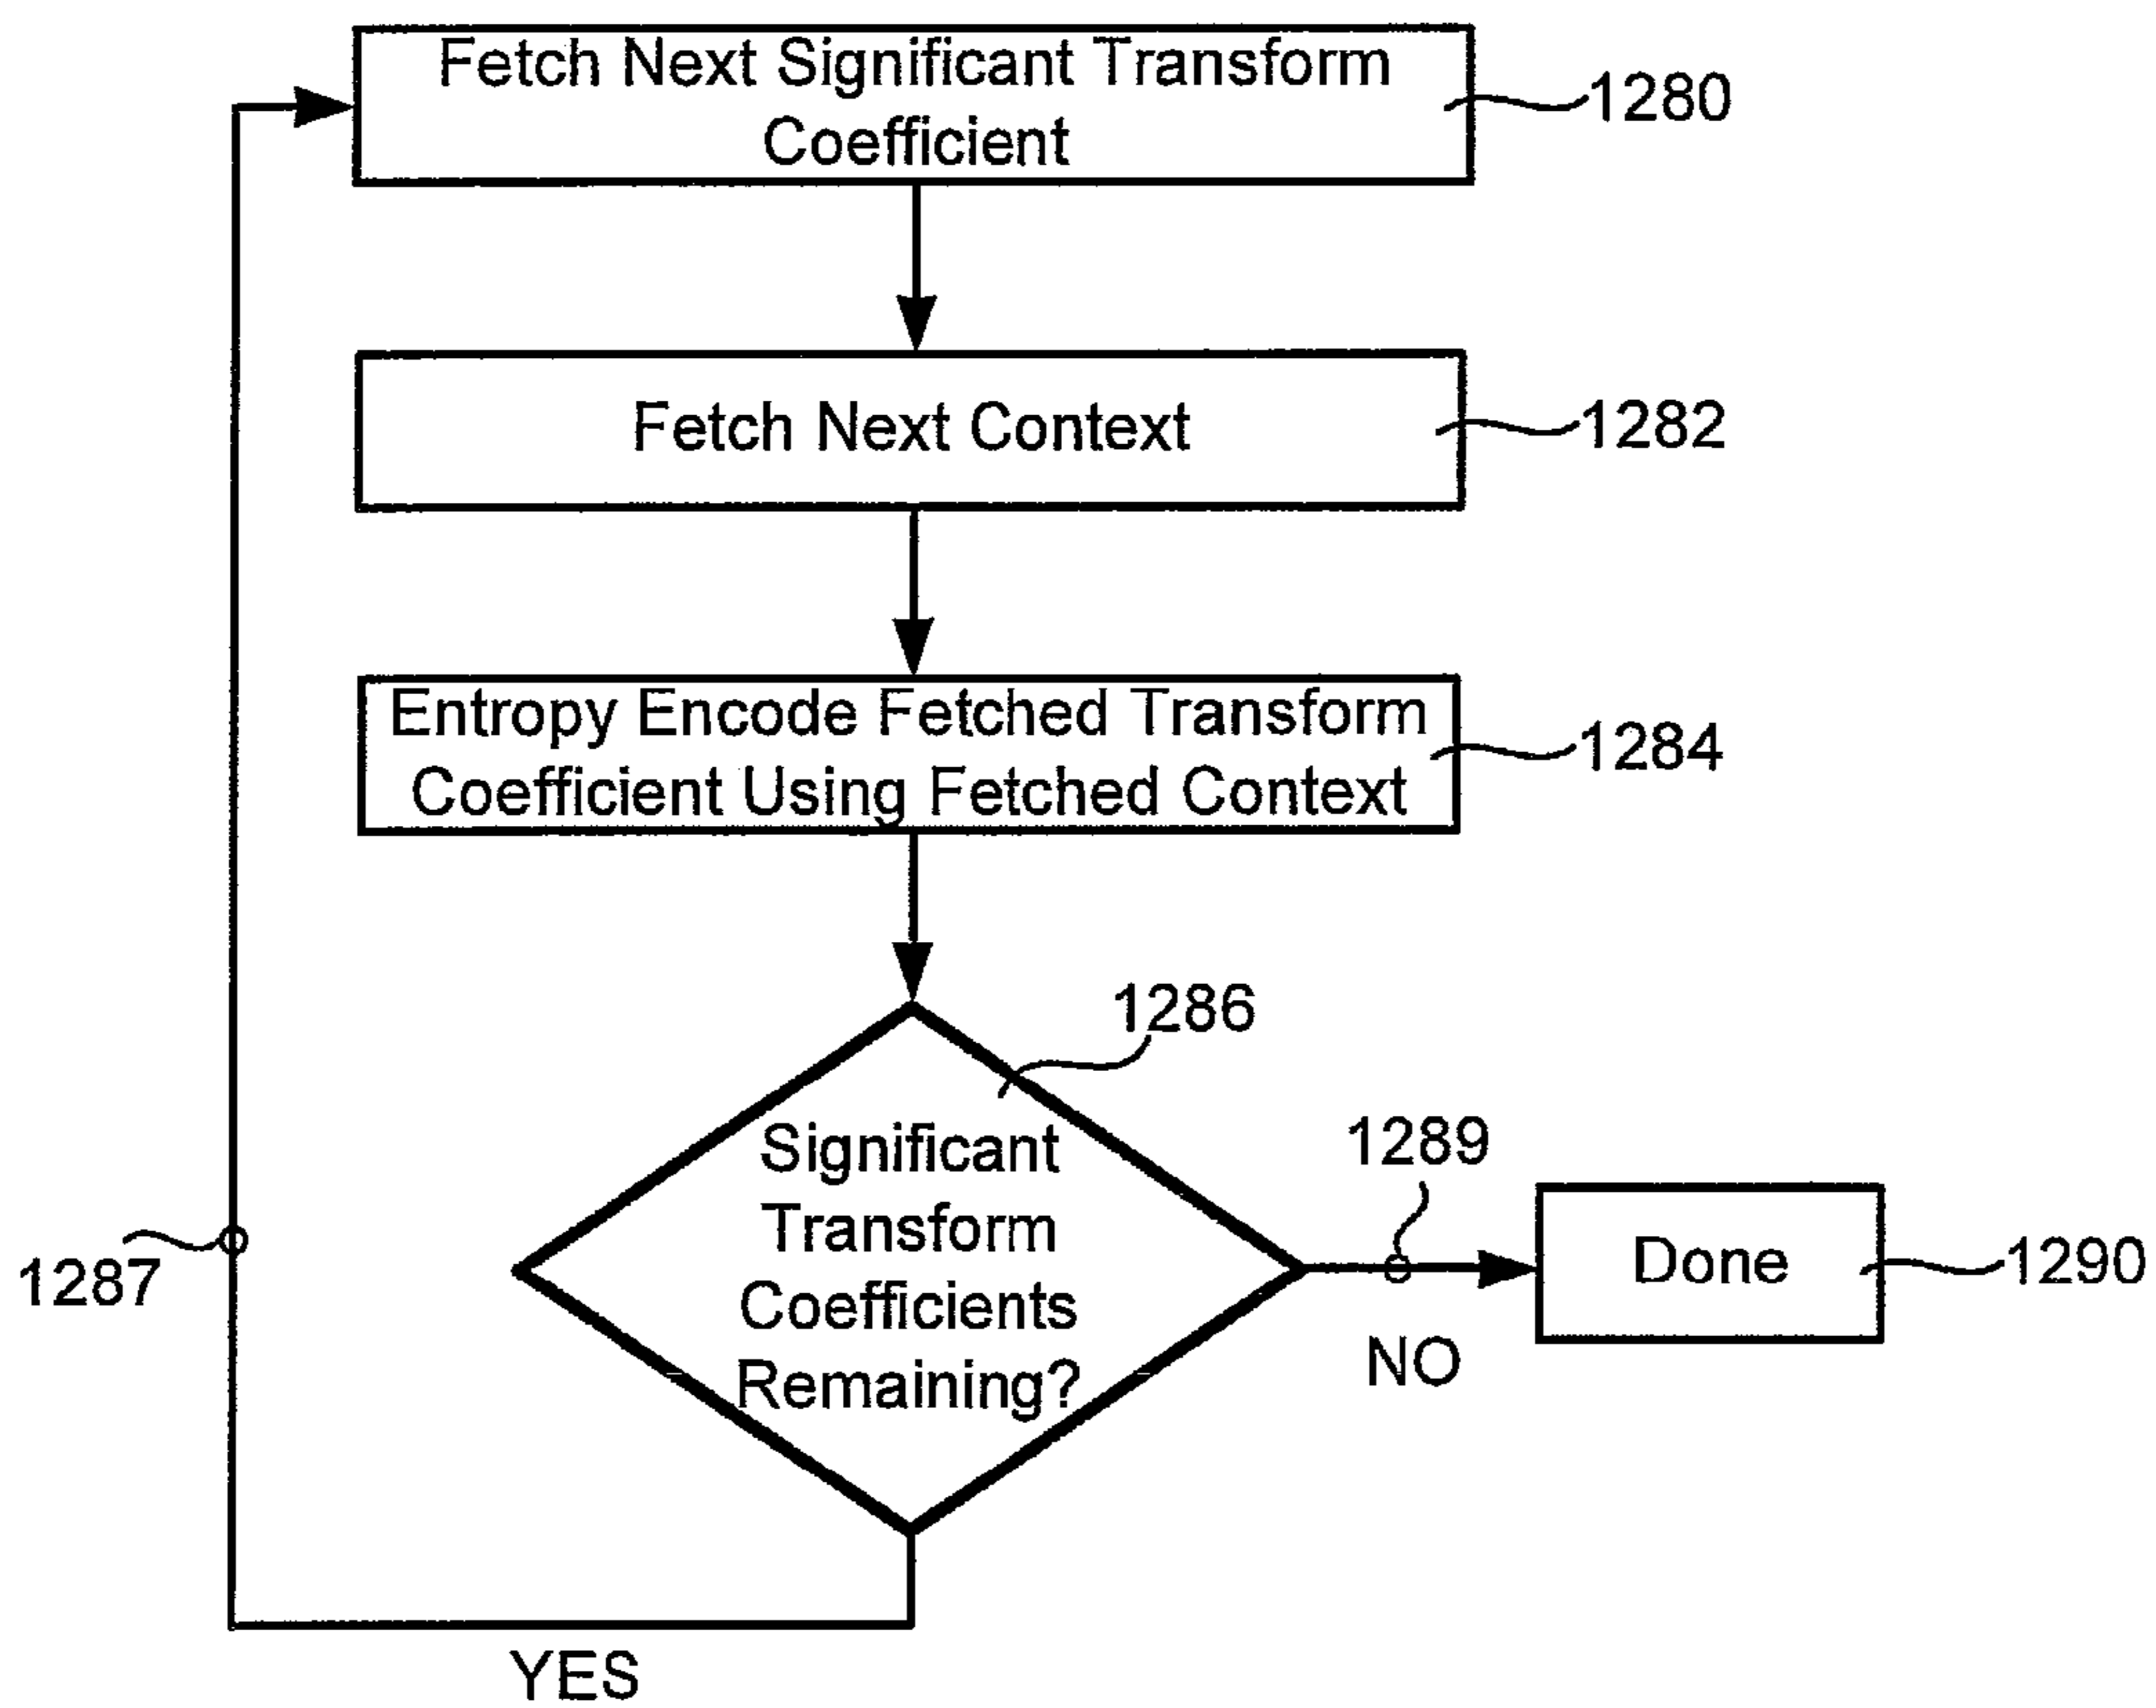 Fetch Next Significant Transform
Coefficient
1280
Fetch Next Context
1282
Entropy Encode Fetched Transform
Coefficient Using Fetched Context
1284
1286
Significant
Transform
Coefficients
Remaining?
1289
NO
Done
1290
1287
YES